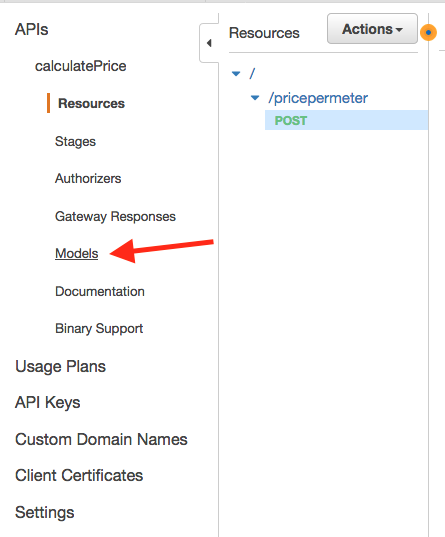 APIs
calculatePrice
Resources
Stages
Authorizers
Gateway Responses
Models
Documentation
Binary Support
Usage Plans
API Keys
Custom Domain Names
Client Certificates
Settings
Resources
Actions
/
/pricepermeter
POST